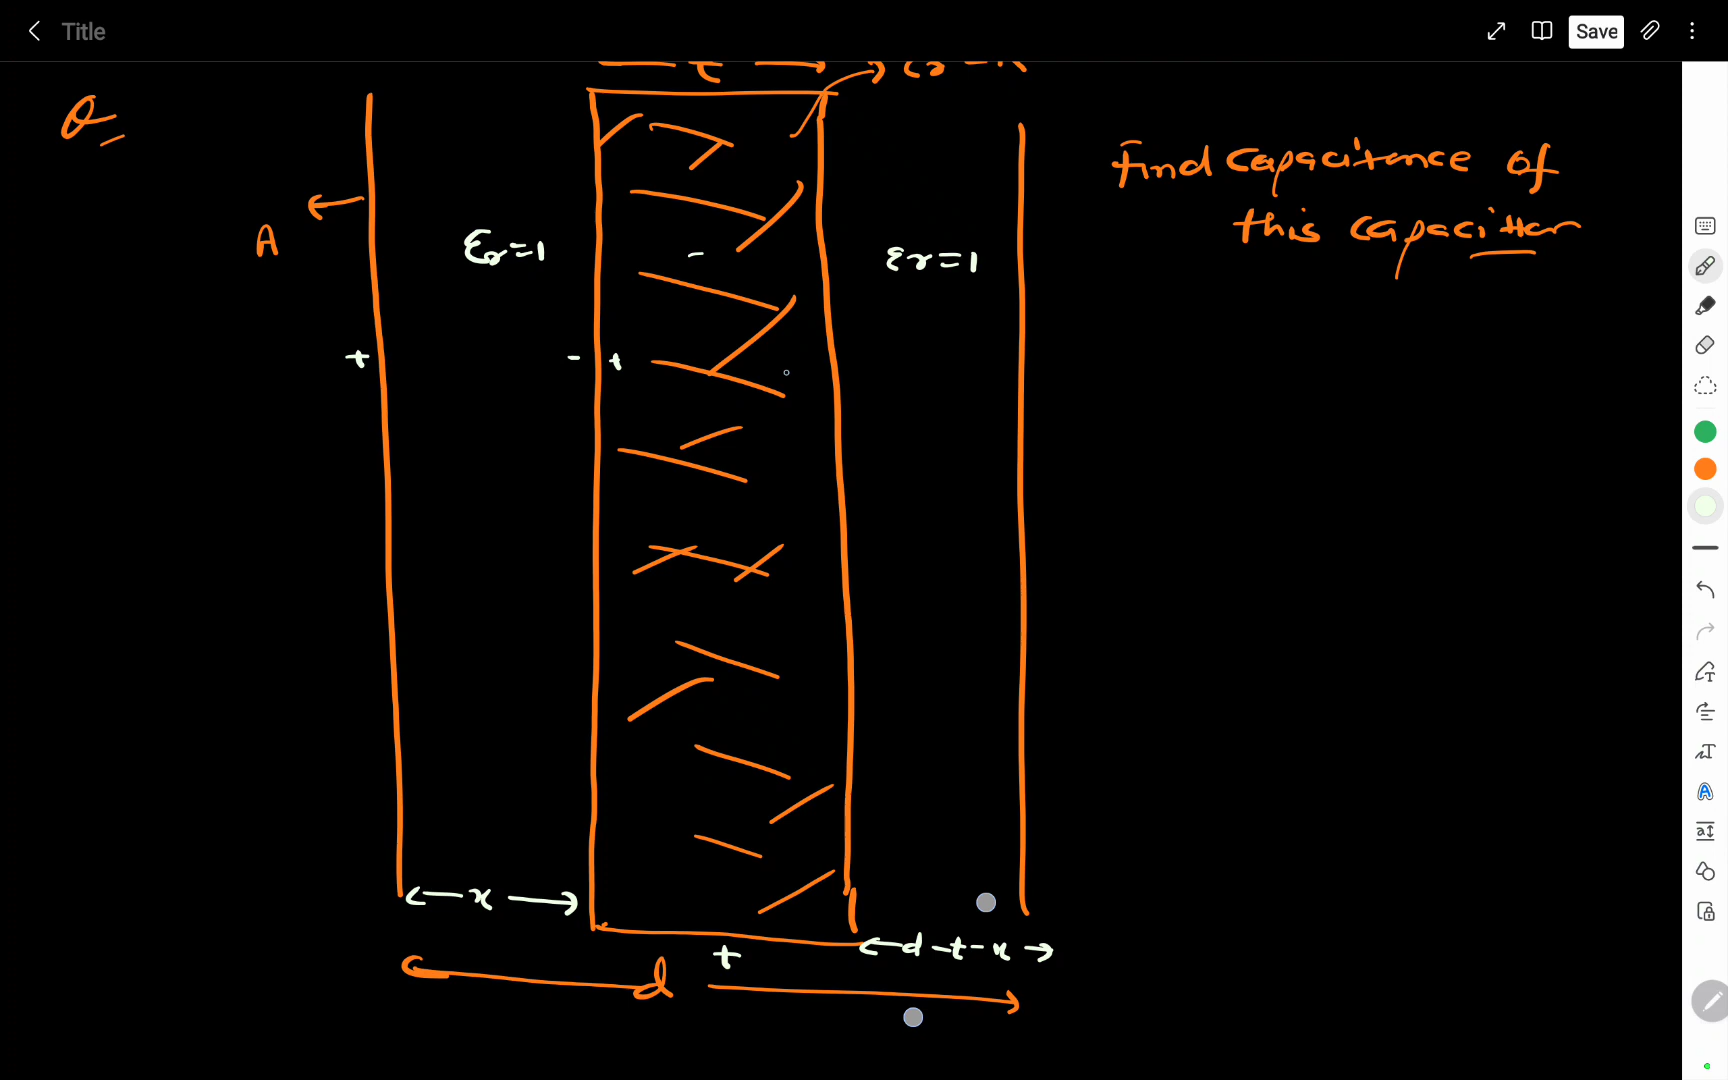 Title
Save
t
Q
Find capacitance of
this capacitor
A
εr=1
-
εr=1
+
- +
x
d-t-x
t
d